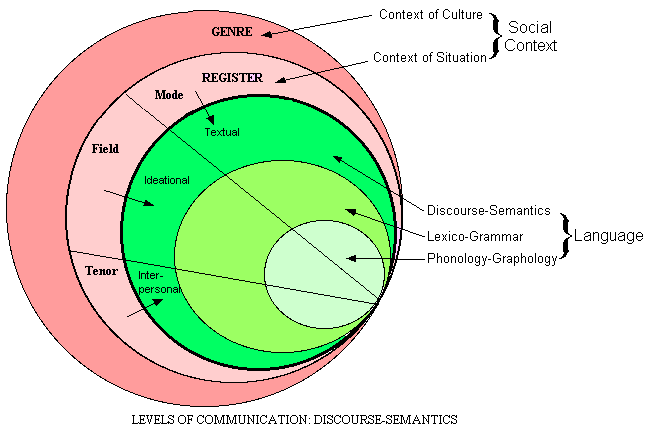 Context of Culture
GENRE
Social
Context
Context of Situation
REGISTER
Mode
Textual
Field
Ideational
Discourse-Semantics
Lexico-Grammar
Language
Phonology-Graphology
Tenor
Inter-
personal
LEVELS OF COMMUNICATION: DISCOURSE-SEMANTICS